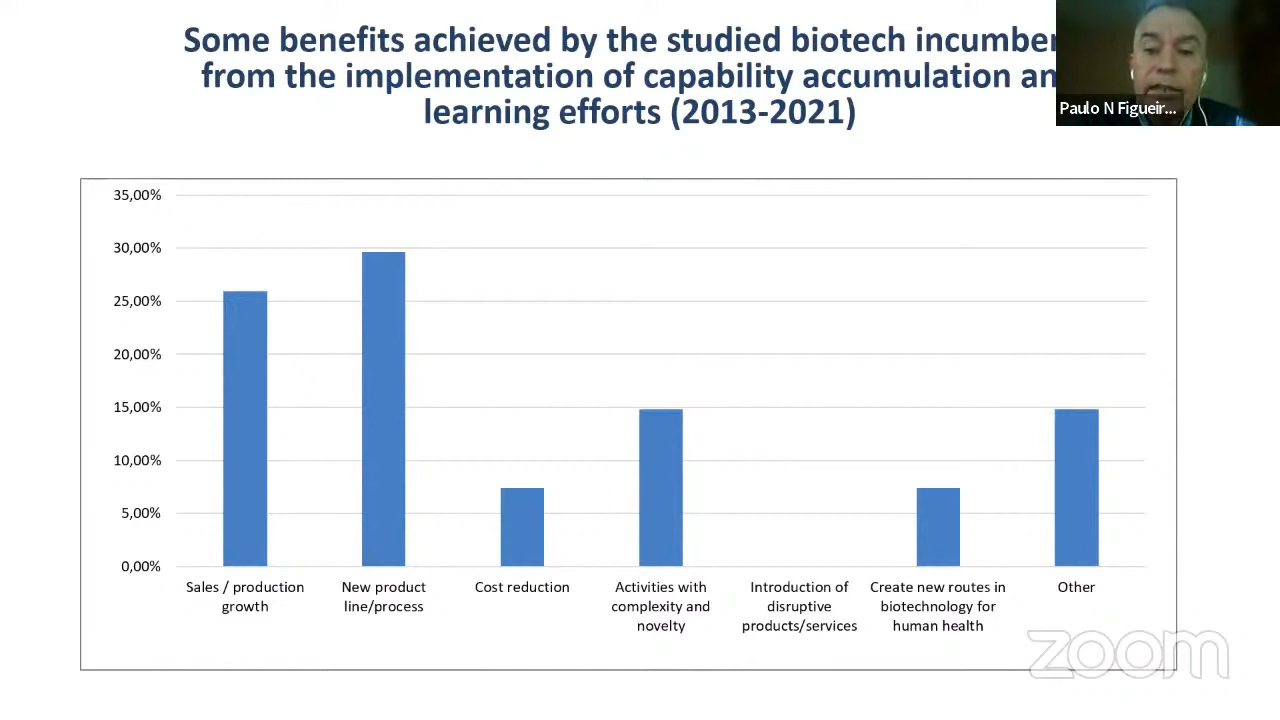 Some benefits achieved by the studied biotech
from the implementation of capability accumulation
learning efforts (2013-2021)
Paulo N Figueir...
35,00%
30,00%
25,00%
20,00%
15,00%
10,00%
5,00%
0,00%
Sales / production
growth
New product
line/process
Cost reduction
Activities with
complexity and
novelty
Introduction of
disruptive
products/services
Create new routes in
biotechnology for
human health
Other
zoom